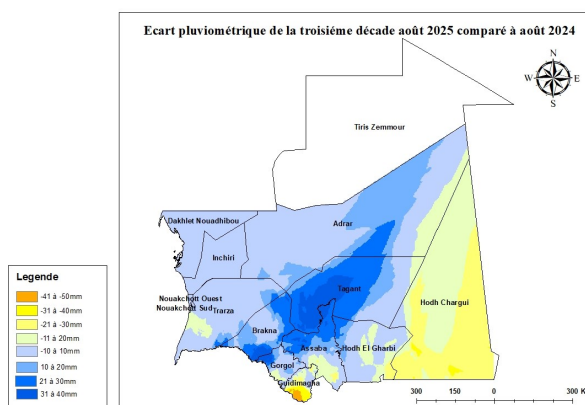 Ecart pluviométrique de la troisiéme décade août 2025 comparé à août 2024
N
W
E
S
Tiris Zemmour
Dakhlet Nouadhibou
Adrar
Inchiri
Tagant
Hodh Chargui
Nouakchott Ouest
Nouakchott Sud
Trarza
Brakna
Assaba
Hodh El Gharbi
Gorgol
Guidimagha
Legende
-41 à -50mm
-31 à -40mm
-21 à -30mm
-11 à 20mm
-10 à 10mm
10 à 20mm
21 à 30mm
31 à 40mm
300 150 0 300 K